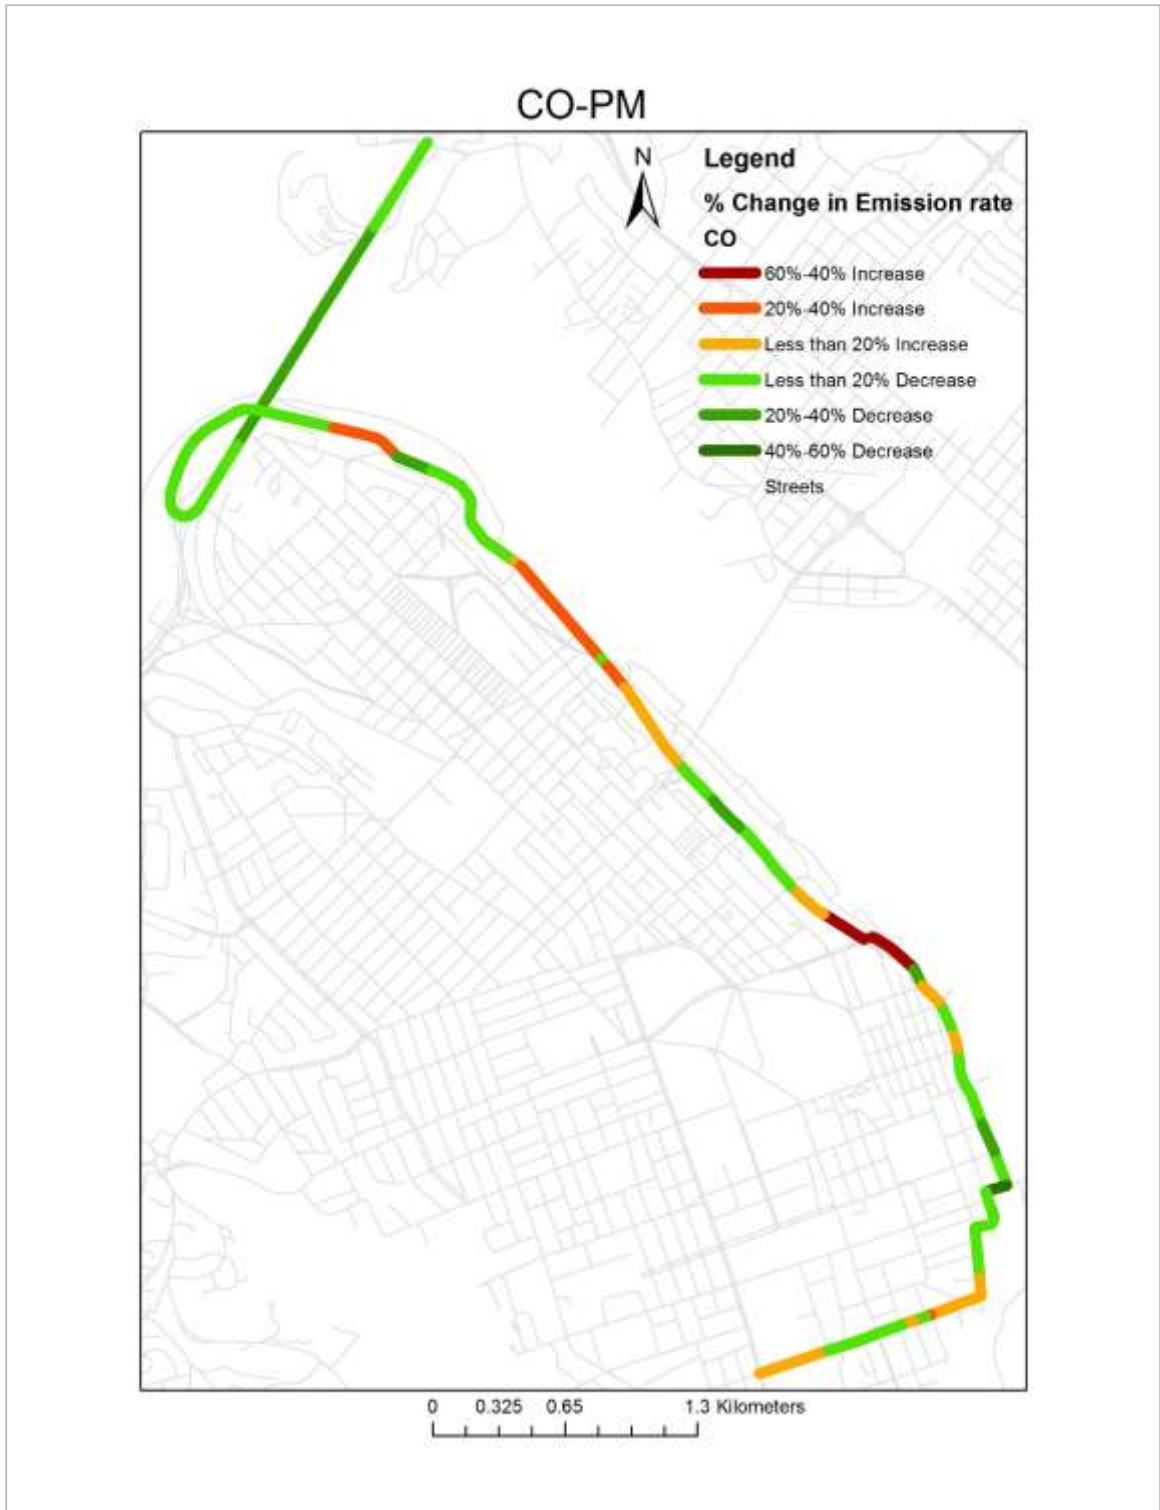 CO-PM
N
Legend
% Change in Emission rate
CO
60%-40% Increase
20%-40% Increase
Less than 20% Increase
Less than 20% Decrease
20%-40% Decrease
40%-60% Decrease
Streets
0 0.325 0.65 1.3 Kilometers